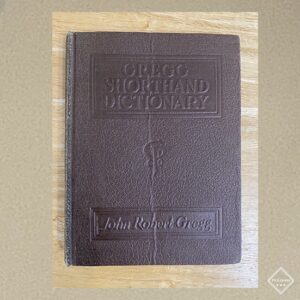 GREGG
SHORTHAND
DICTIONARY
John Robert Gregg